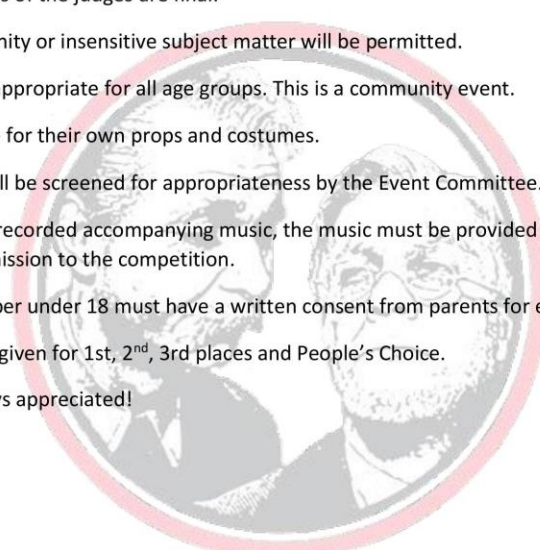 of the judges are final.
nity or insensitive subject matter will be permitted.
appropriate for all age groups. This is a community event.
for their own props and costumes.
ll be screened for appropriateness by the Event Committee.
recorded accompanying music, the music must be provided
ission to the competition.
ber under 18 must have a written consent from parents for e
given for 1st, 2nd, 3rd places and People’s Choice.
ys appreciated!